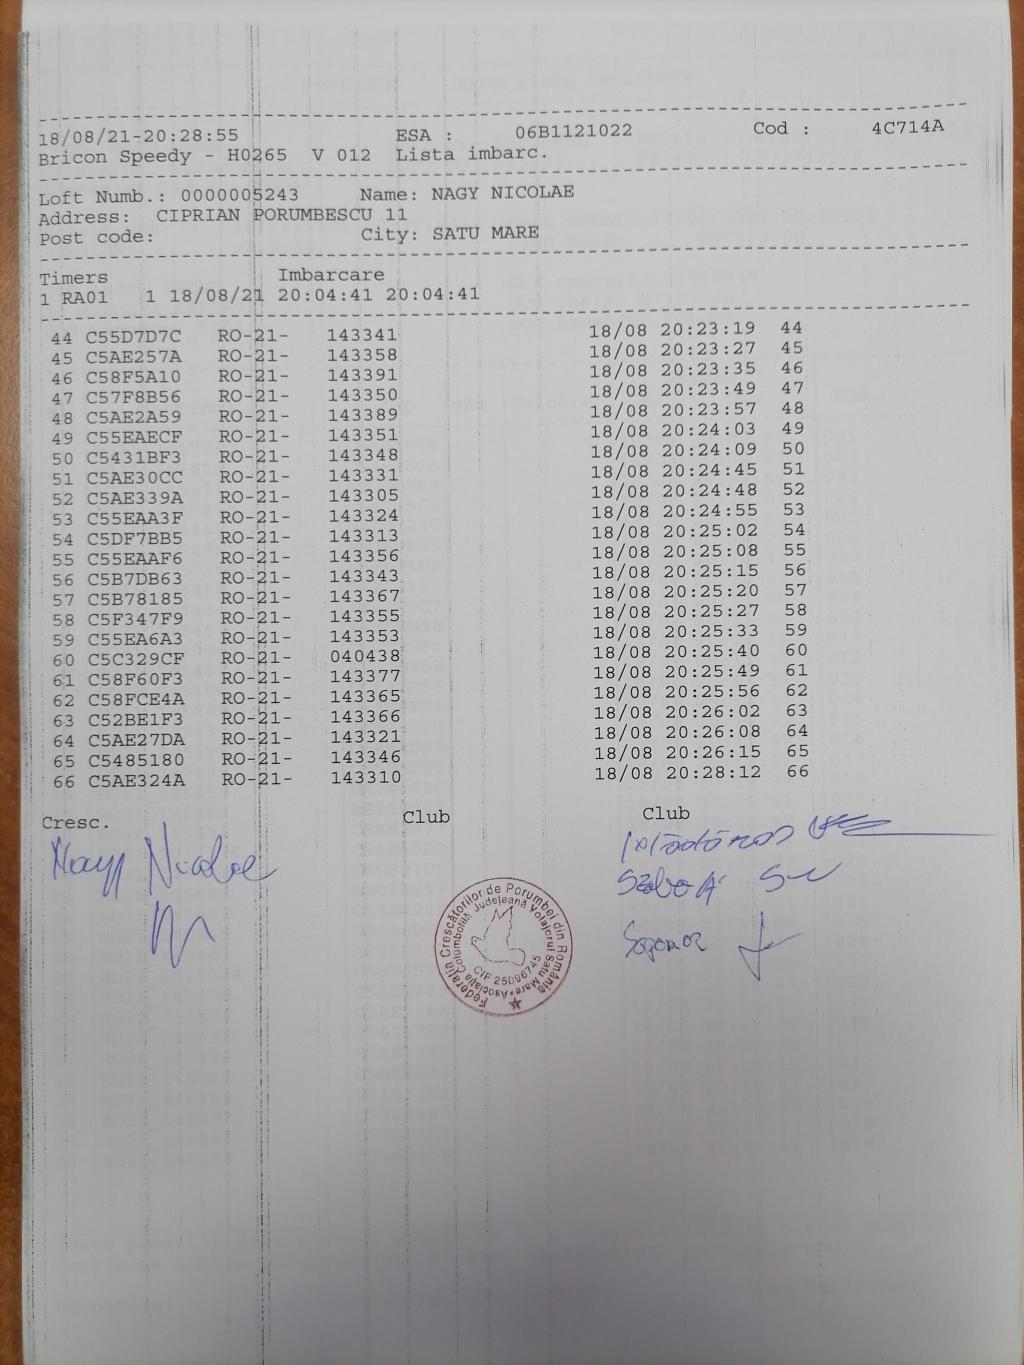 18/08/21-20:28:55 ESA : 06B1121022 Cod : 4C714A
Bricon Speedy - H0265 V 012 Lista imbarc.
Loft Numb.: 0000005243 Name: NAGY NICOLAE
Address: CIPRIAN PORUMBESCU 11
Post code: City: SATU MARE
Timers Imbarcare
1 RA01 1 18/08/21 20:04:41 20:04:41
44 C55D7D7C RO-21- 143341 18/08 20:23:19 44
45 C5AE257A RO-21- 143358 18/08 20:23:27 45
46 C58F5A10 RO-21- 143391 18/08 20:23:35 46
47 C57F8B56 RO-21- 143350 18/08 20:23:49 47
48 C5AE2A59 RO-21- 143389 18/08 20:23:57 48
49 C55EAECF RO-21- 143351 18/08 20:24:03 49
50 C5431BF3 RO-21- 143348 18/08 20:24:09 50
51 C5AE30CC RO-21- 143331 18/08 20:24:45 51
52 C5AE339A RO-21- 143305 18/08 20:24:48 52
53 C55EAA3F RO-21- 143324 18/08 20:24:55 53
54 C5DF7BB5 RO-21- 143313 18/08 20:25:02 54
55 C55EAAF6 RO-21- 143356 18/08 20:25:08 55
56 C5B7DB63 RO-21- 143343 18/08 20:25:15 56
57 C5B78185 RO-21- 143367 18/08 20:25:20 57
58 C5F347F9 RO-21- 143355 18/08 20:25:27 58
59 C55EA6A3 RO-21- 143353 18/08 20:25:33 59
60 C5C329CF RO-21- 040438 18/08 20:25:40 60
61 C58F60F3 RO-21- 143377 18/08 20:25:49 61
62 C58FCE4A RO-21- 143365 18/08 20:25:56 62
63 C52BE1F3 RO-21- 143366 18/08 20:26:02 63
64 C5AE27DA RO-21- 143321 18/08 20:26:08 64
65 C5485180 RO-21- 143346 18/08 20:26:15 65
66 C5AE324A RO-21- 143310 18/08 20:28:12 66
Cresc. Club Club
Nagy Nicolae
Szabo A
Federatia Crescătorilor de Porumbei din România
Asociatia Columbofilă Judeteană Voiajorul Satu Mare
CIF 25096745